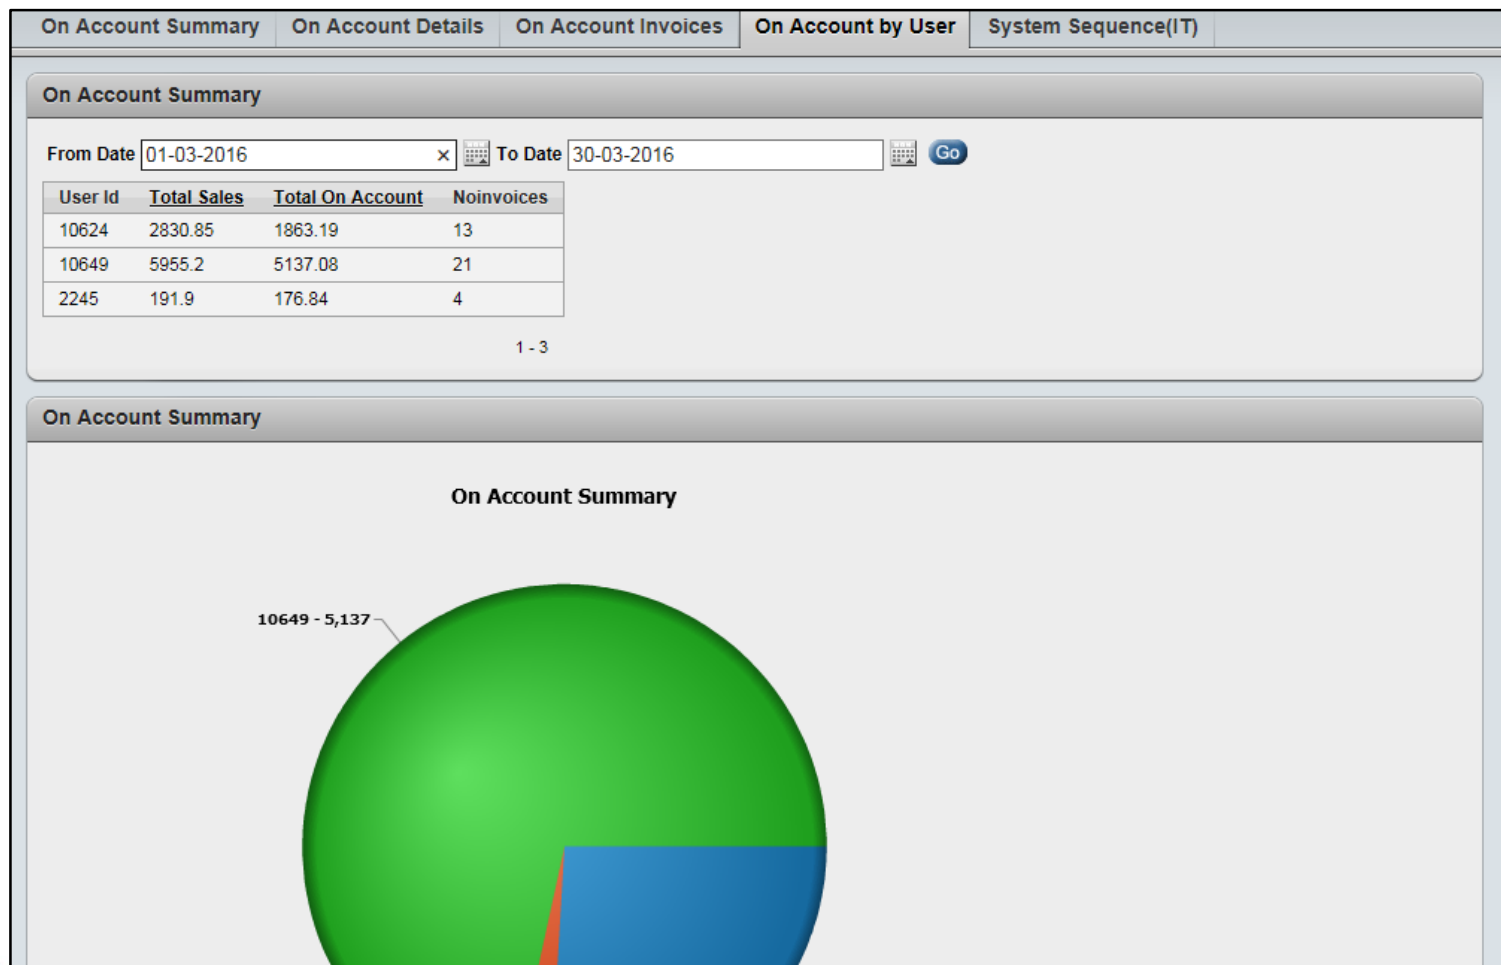 On Account Summary On Account Details On Account Invoices On Account by User System Sequence(IT)
On Account Summary
From Date 01-03-2016 × To Date 30-03-2016 Go
User Id Total Sales Total On Account Noinvoices
10624 2830.85 1863.19 13
10649 5955.2 5137.08 21
2245 191.9 176.84 4
1 - 3
On Account Summary
On Account Summary
10649 - 5,137